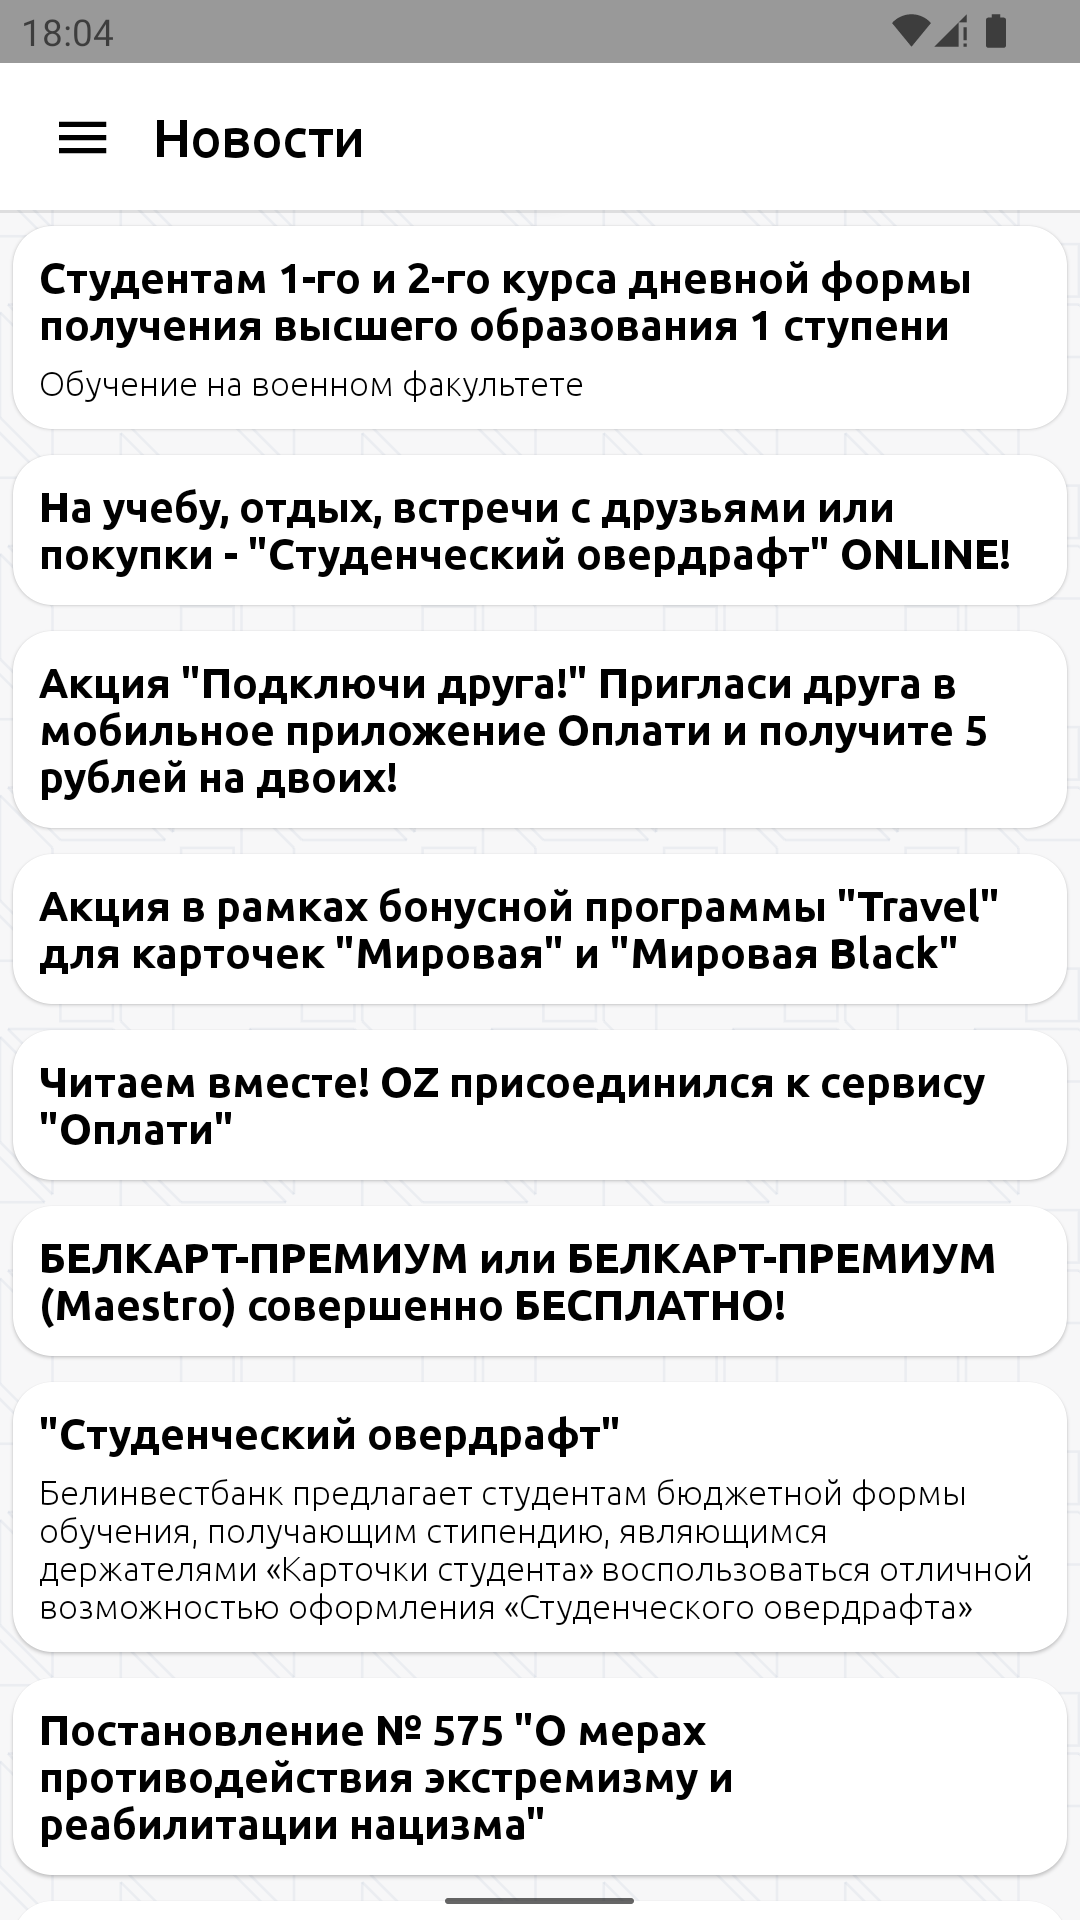 18:04
Новости
Студентам 1-го и 2-го курса дневной формы
получения высшего образования 1 ступени
Обучение на военном факультете
На учебу, отдых, встречи с друзьями или
покупки - "Студенческий овердрафт" ONLINE!
Акция "Подключи друга!" Пригласи друга в
мобильное приложение Оплати и получите 5
рублей на двоих!
Акция в рамках бонусной программы "Travel"
для карточек "Мировая" и "Мировая Black"
Читаем вместе! OZ присоединился к сервису
"Оплати"
БЕЛКАРТ-ПРЕМИУМ или БЕЛКАРТ-ПРЕМИУМ
(Maestro) совершенно БЕСПЛАТНО!
"Студенческий овердрафт"
Белинвестбанк предлагает студентам бюджетной формы
обучения, получающим стипендию, являющимся
держателями «Карточки студента» воспользоваться отличной
возможностью оформления «Студенческого овердрафта»
Постановление № 575 "О мерах
противодействия экстремизму и
реабилитации нацизма"